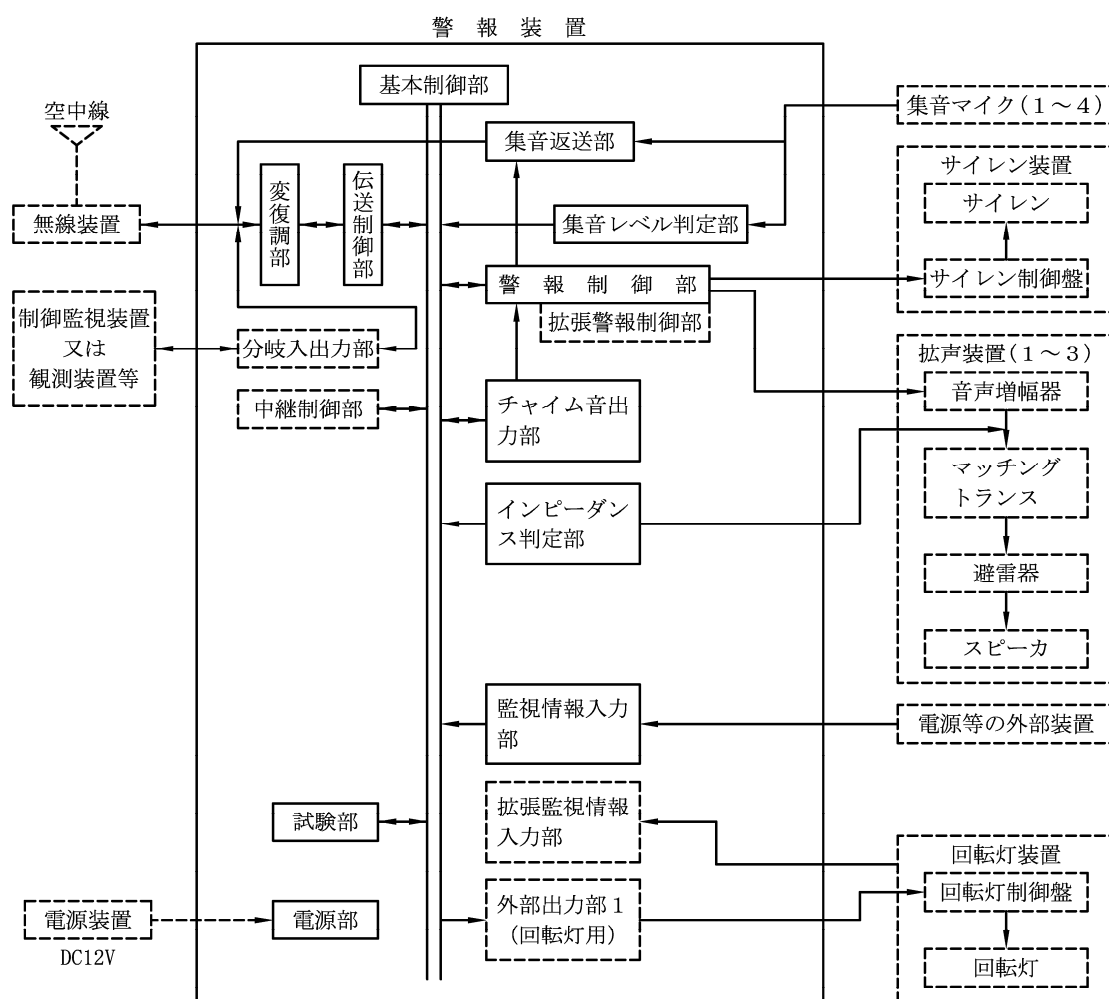 警報装置
基本制御部
空中線
集音マイク(1～4)
集音返送部
サイレン装置
サイレン
変復調部
伝送制御部
無線装置
集音レベル判定部
サイレン制御盤
警報制御部
拡張警報制御部
制御監視装置
又は
観測装置等
分岐入出力部
拡声装置(1～3)
音声増幅器
中継制御部
チャイム音出
力部
マッチング
トランス
インピーダン
ス判定部
避雷器
スピーカ
監視情報入力
部
電源等の外部装置
拡張監視情報
入力部
試験部
回転灯装置
回転灯制御盤
電源装置
DC12V
電源部
外部出力部1
(回転灯用)
回転灯